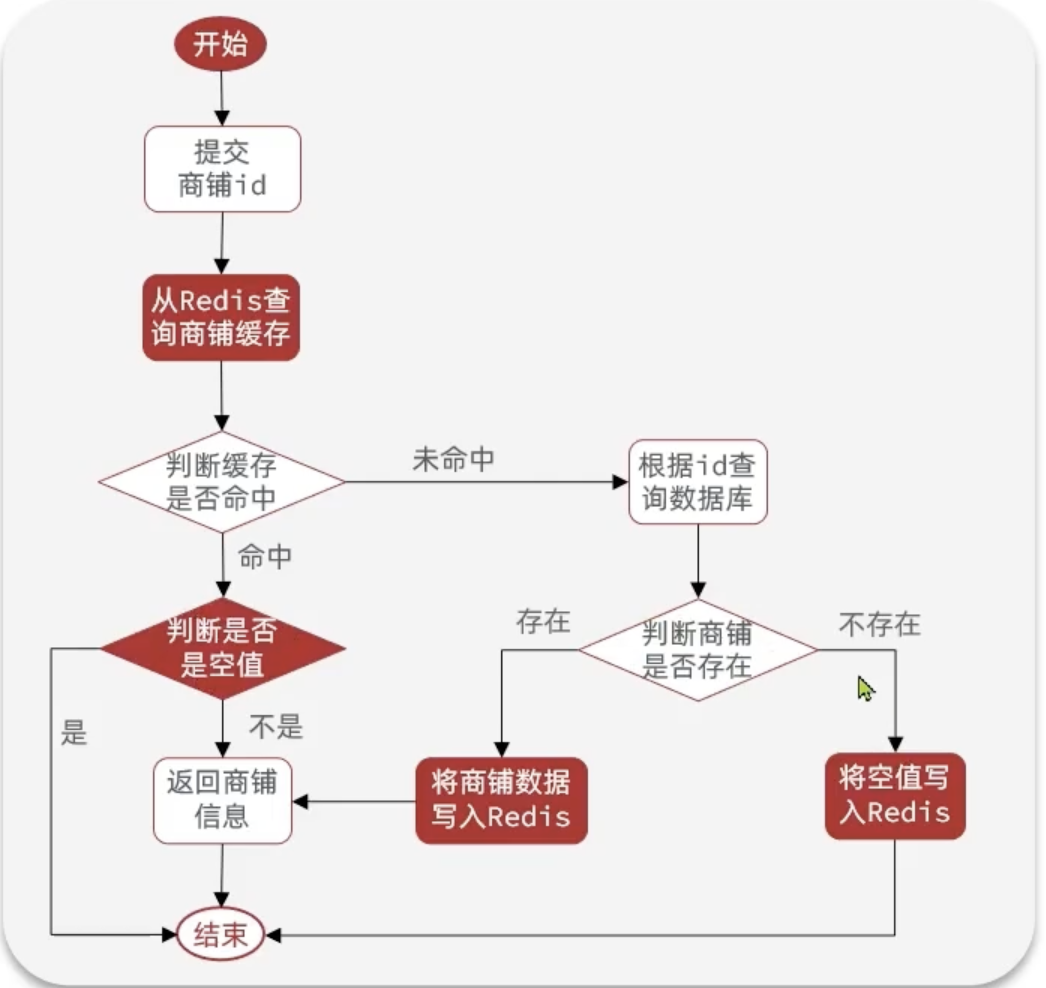 开始
提交
商铺id
从Redis查
询商铺缓存
判断缓存
是否命中
未命中
根据id查
询数据库
命中
判断是否
是空值
存在
判断商铺
是否存在
不存在
是
不是
返回商铺
信息
将商铺数据
写入Redis
将空值写
入Redis
结束